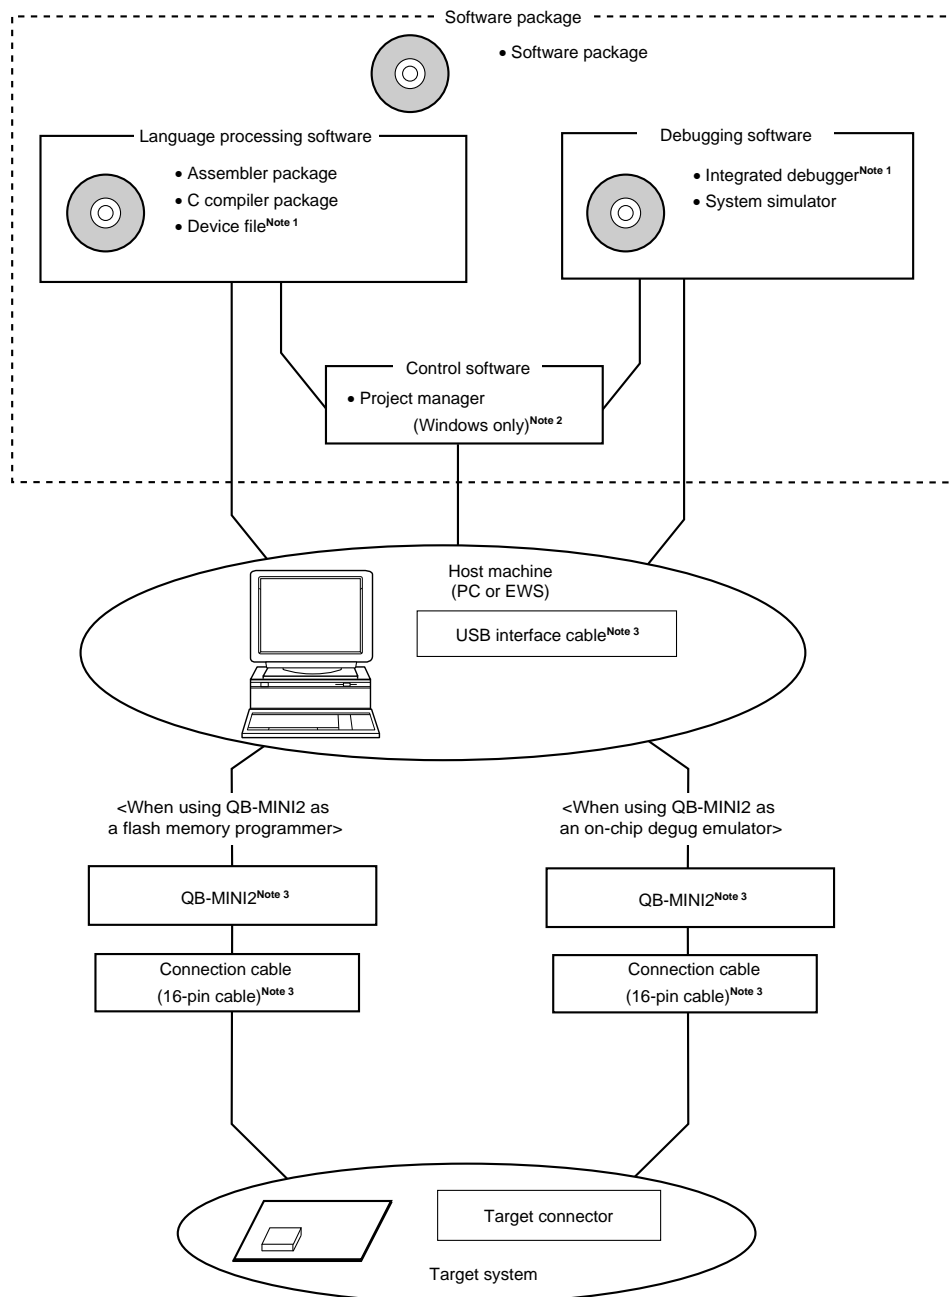 Software package
• Software package
Language processing software
• Assembler package
• C compiler package
• Device fileNote 1
Debugging software
• Integrated debuggerNote 1
• System simulator
Control software
• Project manager
(Windows only)Note 2
Host machine
(PC or EWS)
USB interface cableNote 3
<When using QB-MINI2 as
a flash memory programmer>
QB-MINI2Note 3
Connection cable
(16-pin cable)Note 3
<When using QB-MINI2 as
an on-chip degug emulator>
QB-MINI2Note 3
Connection cable
(16-pin cable)Note 3
Target connector
Target system